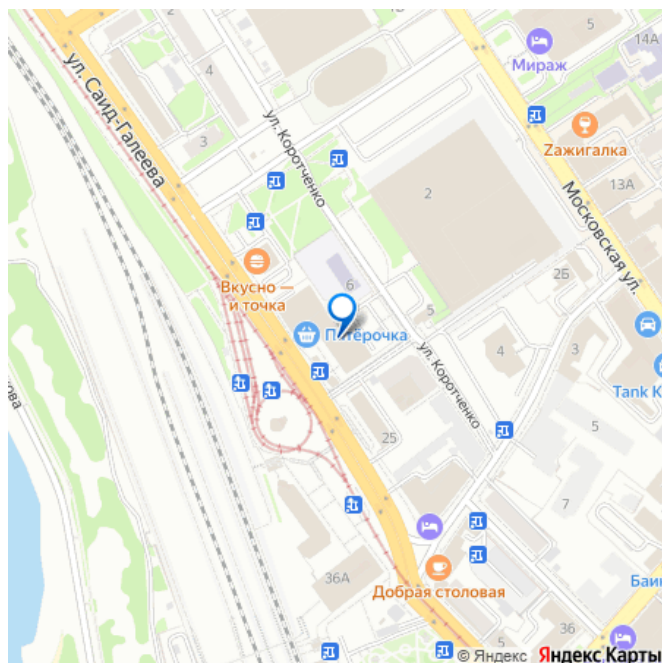 5
14А
Мираж
4
ул. Саид-Галеева
Zажигалка
3
ул. Коротченко
2
13А
Московская ул.
Вкусно —
и точка
6
2Б
5
Пятёрочка
ул. Коротченко
4
3
Tank К
25
5
7
36А
Добрая столовая
Баин
36
5
© Яндекс Яндекс Карты